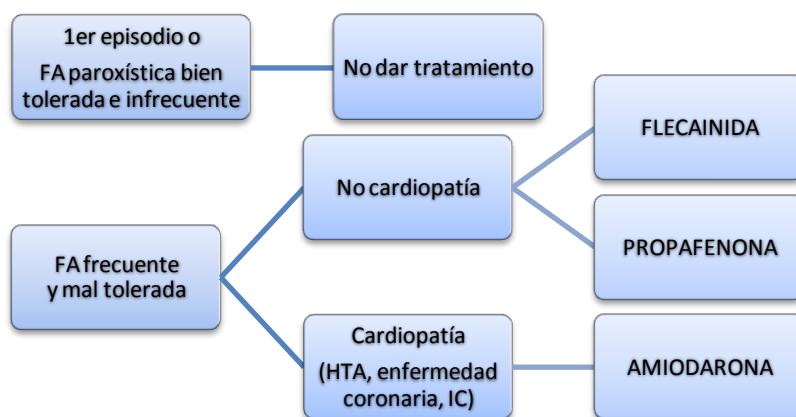 1er episodio o
FA paroxística bien
tolerada e infrecuente
No dar tratamiento
FA frecuente
y mal tolerada
No cardiopatía
FLECAINIDA
PROPAFENONA
Cardiopatía
(HTA, enfermedad
coronaria, IC)
AMIODARONA